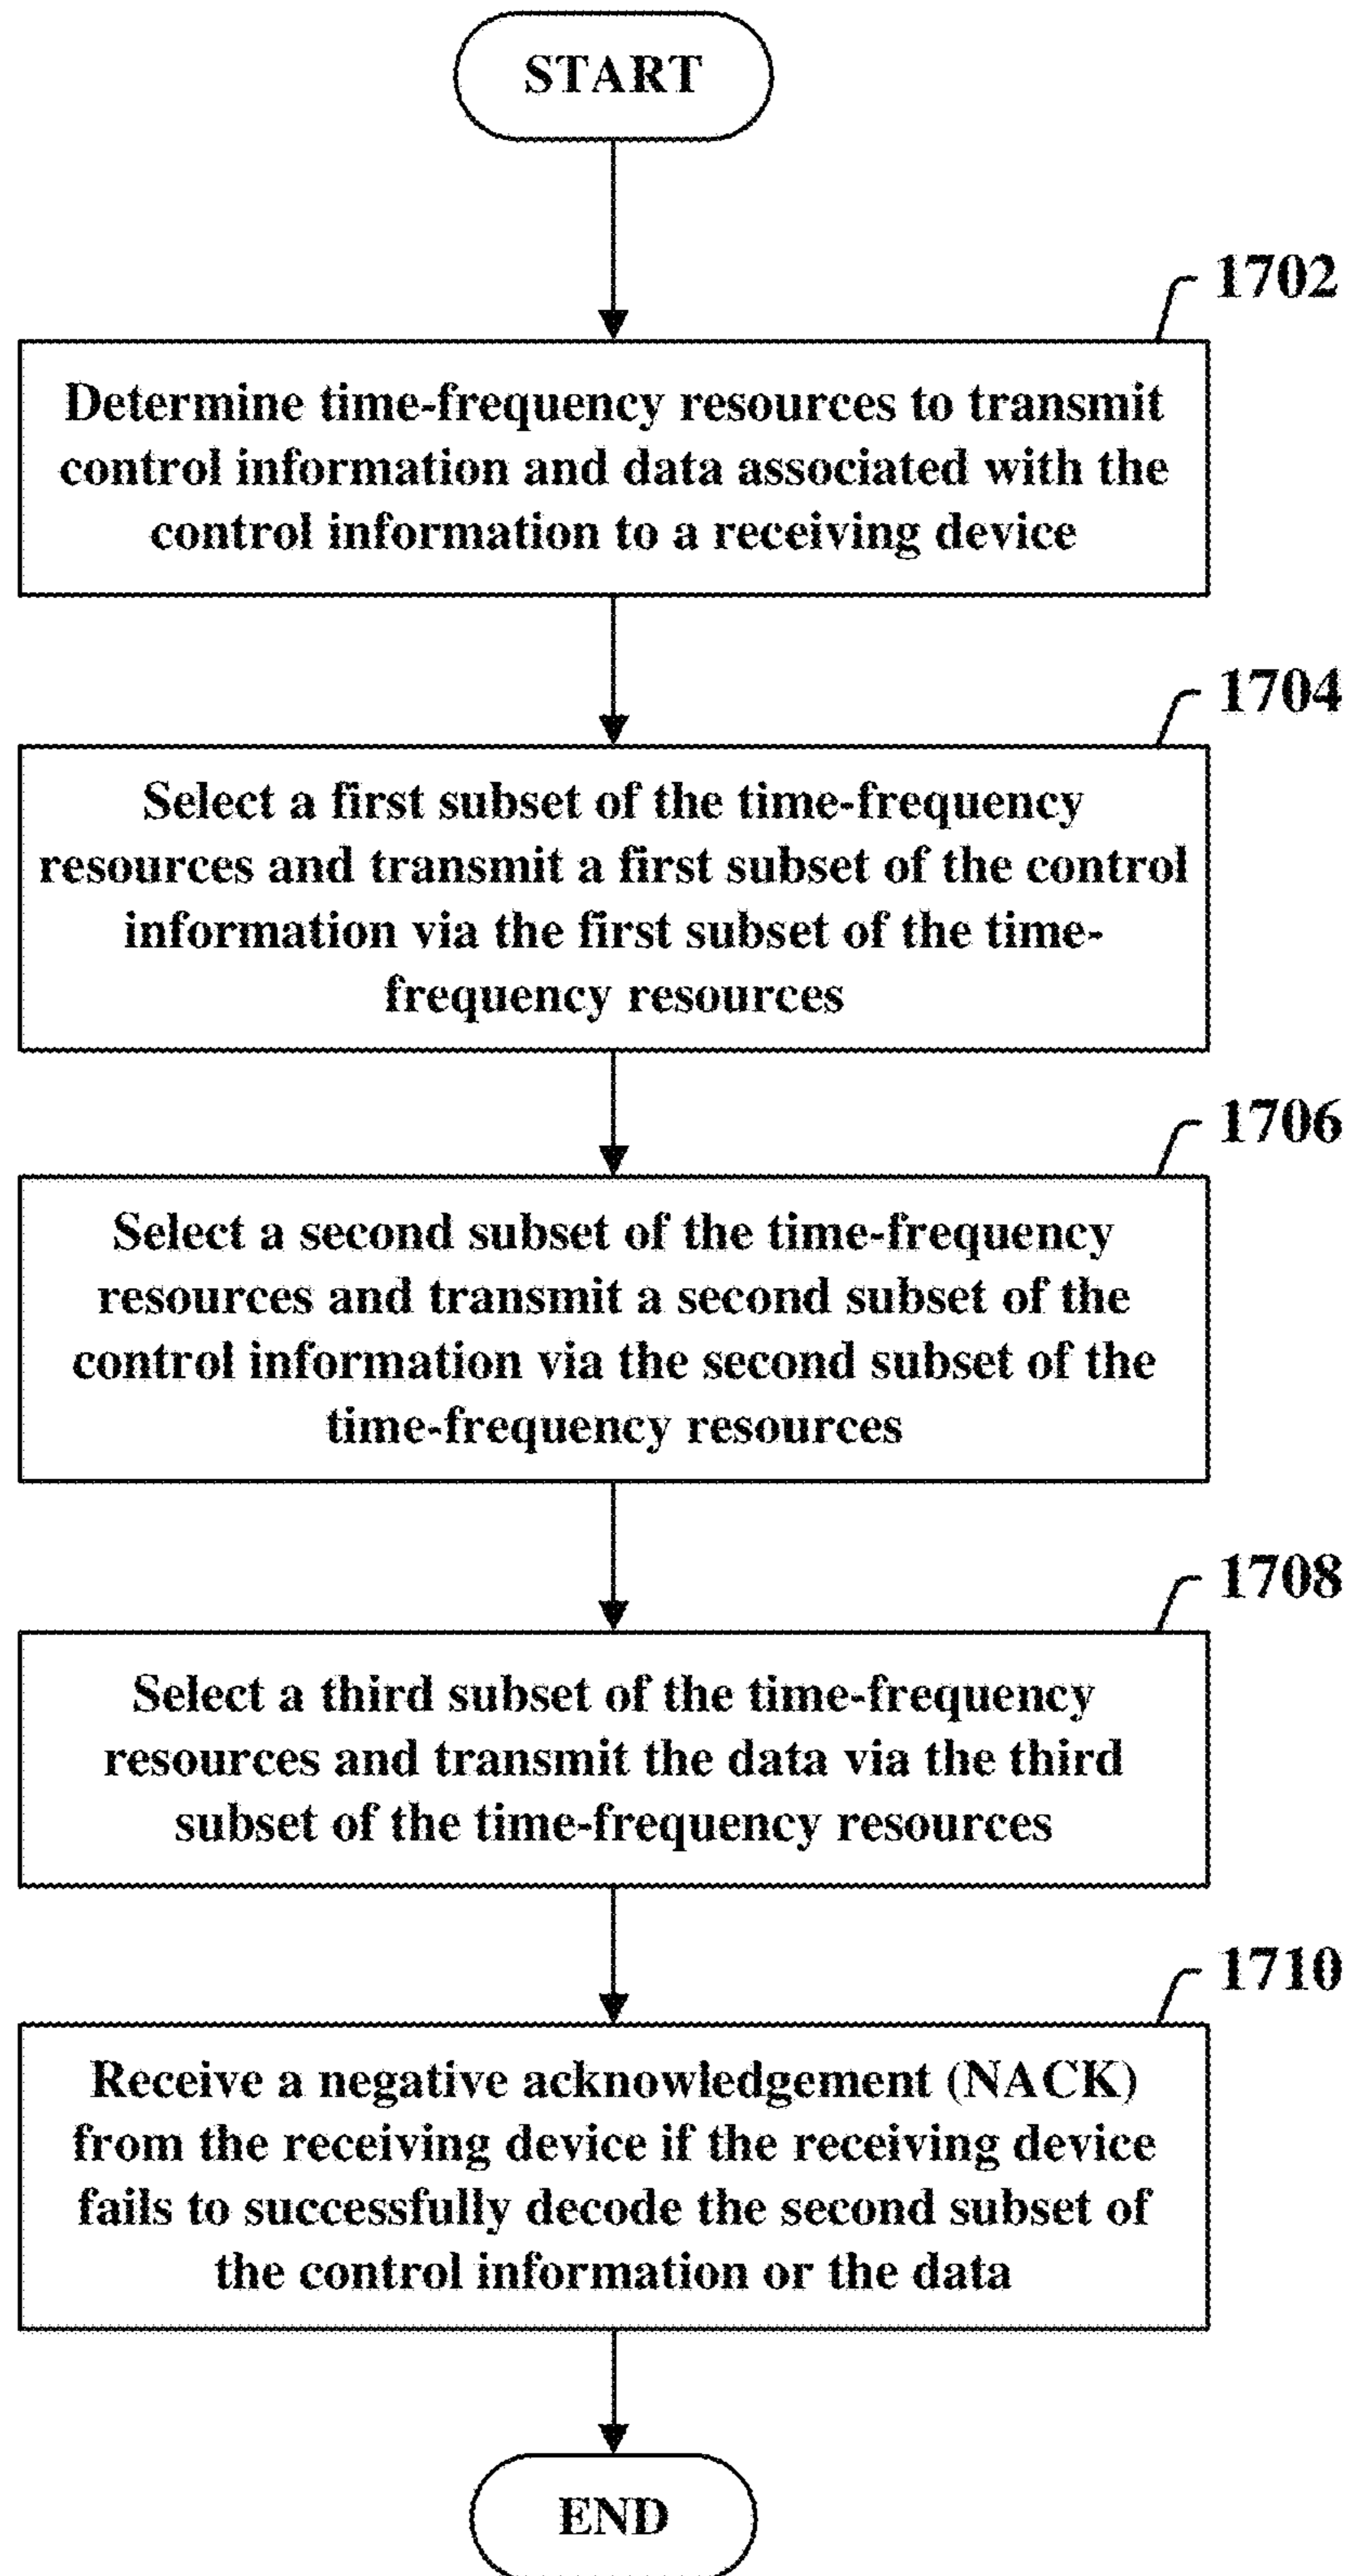 START
1702
Determine time-frequency resources to transmit
control information and data associated with the
control information to a receiving device
1704
Select a first subset of the time-frequency
resources and transmit a first subset of the control
information via the first subset of the time-
frequency resources
1706
Select a second subset of the time-frequency
resources and transmit a second subset of the
control information via the second subset of the
time-frequency resources
1708
Select a third subset of the time-frequency
resources and transmit the data via the third
subset of the time-frequency resources
1710
Receive a negative acknowledgement (NACK)
from the receiving device if the receiving device
fails to successfully decode the second subset of
the control information or the data
END